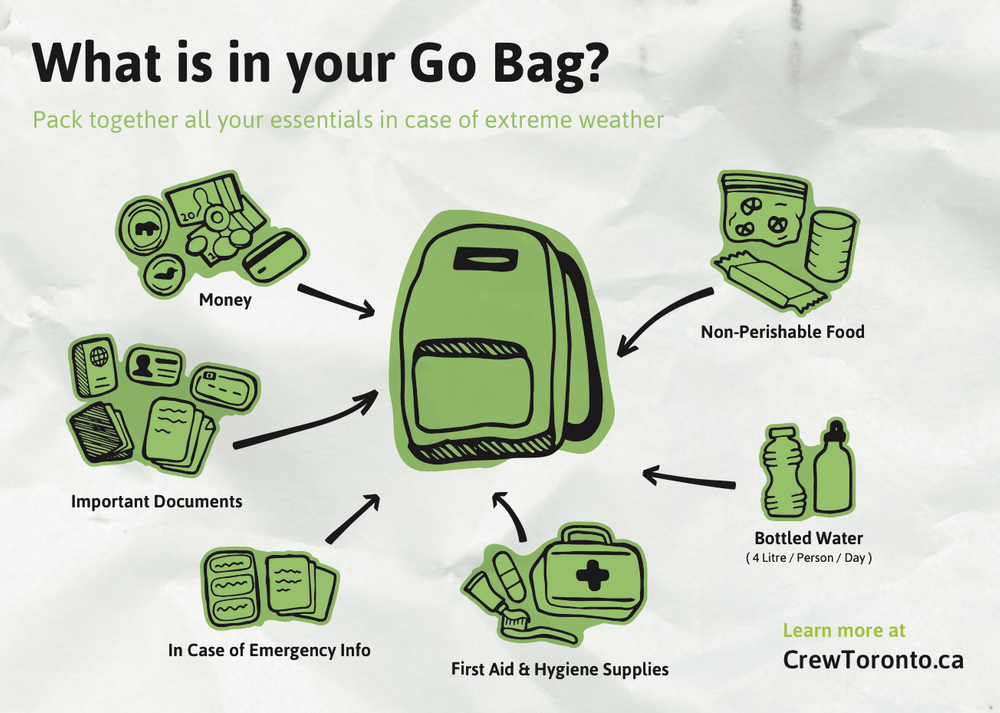 What is in your Go Bag?
Pack together all your essentials in case of extreme weather
20
Money
Non-Perishable Food
Important Documents
Bottled Water
( 4 Litre / Person / Day )
In Case of Emergency Info
First Aid & Hygiene Supplies
Learn more at
CrewToronto.ca